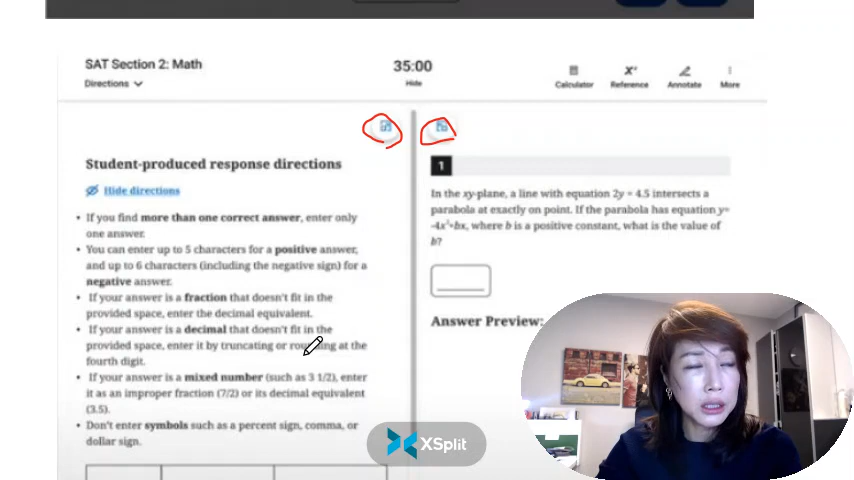 SAT Section 2: Math
Directions
35:00
Hide
Calculator
Reference
Annotate
More
Student-produced response directions
Hide directions
• If you find more than one correct answer, enter only
one answer.
• You can enter up to 5 characters for a positive answer,
and up to 6 characters (including the negative sign) for a
negative answer.
• If your answer is a fraction that doesn't fit in the
provided space, enter the decimal equivalent.
• If your answer is a decimal that doesn't fit in the
provided space, enter it by truncating or rounding at the
fourth digit.
• If your answer is a mixed number (such as 3 1/2), enter
it as an improper fraction (7/2) or its decimal equivalent
(3.5).
• Don't enter symbols such as a percent sign, comma, or
dollar sign.
1
In the xy-plane, a line with equation 2y = 4.5 intersects a
parabola at exactly on point. If the parabola has equation y=
-4x²+bx, where b is a positive constant, what is the value of
b?
Answer Preview:
XSplit